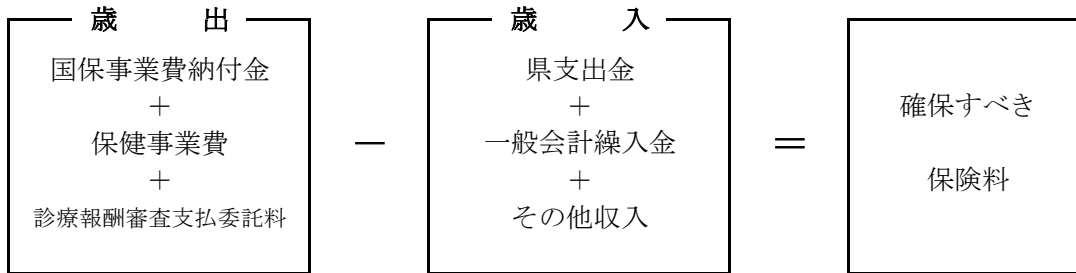 歳 出
国保事業費納付金
+
保健事業費
+
診療報酬審査支払委託料
−
歳 入
県支出金
+
一般会計繰入金
+
その他収入
=
確保すべき
保険料